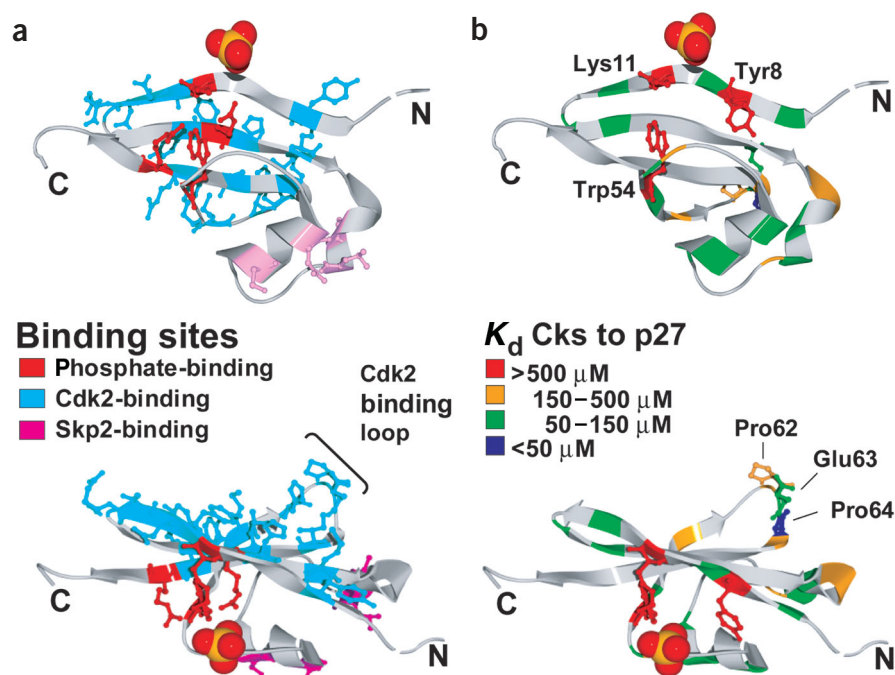 a
N
C
b
Lys11
Tyr8
N
C
Trp54
Binding sites
Phosphate-binding
Cdk2-binding
Skp2-binding
Cdk2
binding
loop
C
N
Kd Cks to p27
>500 μM
150–500 μM
50–150 μM
<50 μM
Pro62
Glu63
Pro64
C
N